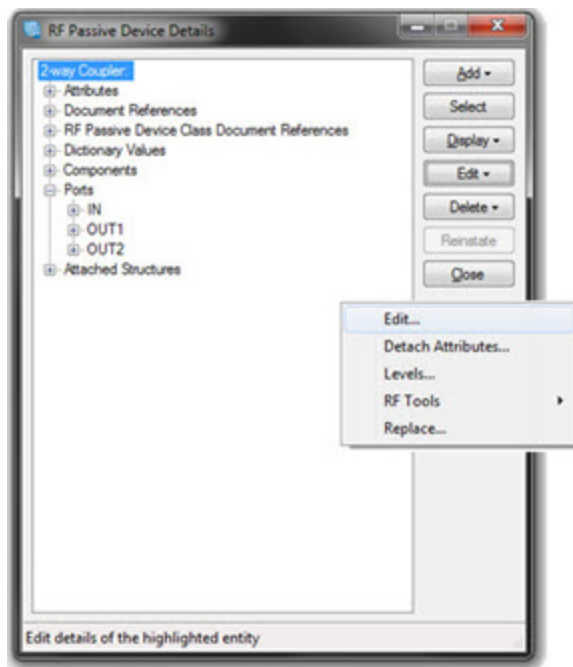 RF Passive Device Details
2-way Coupler:
Attributes
Document References
RF Passive Device Class Document References
Dictionary Values
Components
Ports
IN
OUT1
OUT2
Attached Structures
Add
Select
Display
Edit
Delete
Reinstate
Close
Edit...
Detach Attributes...
Levels...
RF Tools
Replace...
Edit details of the highlighted entity